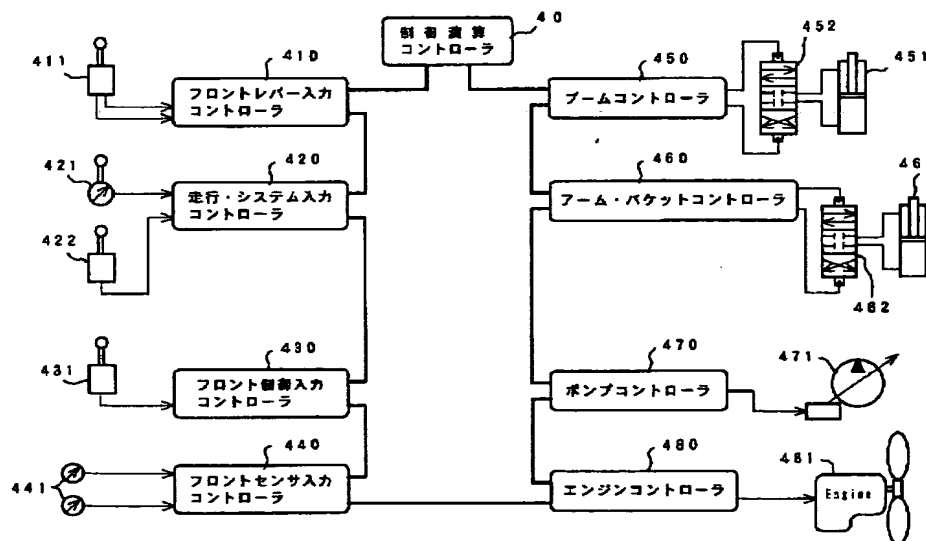 40
制御演算
コントローラ
411
410
フロントレバー入力
コントローラ
450
ブームコントローラ
452
451
421
420
走行・システム入力
コントローラ
422
460
アーム・バケットコントローラ
46
462
431
430
フロント制御入力
コントローラ
470
ポンプコントローラ
471
441
440
フロントセンサ入力
コントローラ
480
エンジンコントローラ
481
Engine